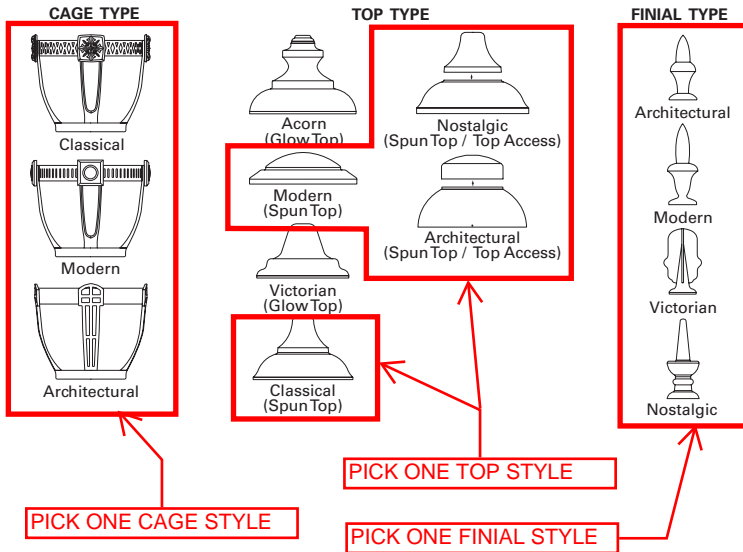 CAGE TYPE
Classical
Modern
Architectural
TOP TYPE
Acorn
(Glow Top)
Modern
(Spun Top)
Victorian
(Glow Top)
Classical
(Spun Top)
Nostalgic
(Spun Top / Top Access)
Architectural
(Spun Top / Top Access)
FINIAL TYPE
Architectural
Modern
Victorian
Nostalgic
PICK ONE TOP STYLE
PICK ONE CAGE STYLE
PICK ONE FINIAL STYLE